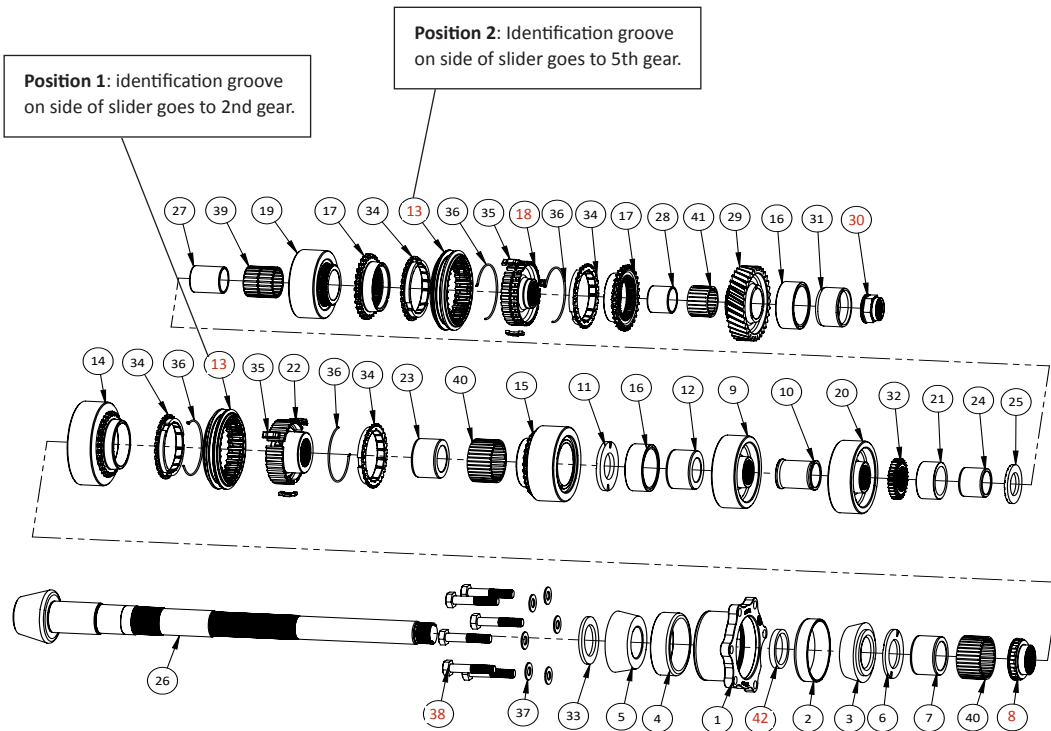 Position 2: Identification groove
on side of slider goes to 5th gear.
Position 1: identification groove
on side of slider goes to 2nd gear.
27 39 19 17 34 13 36 35 18 36 34 17 28 41 29 16 31 30
14 34 36 13 35 22 36 34 23 40 15 11 16 12 9 10 20 32 21 24 25
26 38 37 33 5 4 1 42 2 3 6 7 40 8